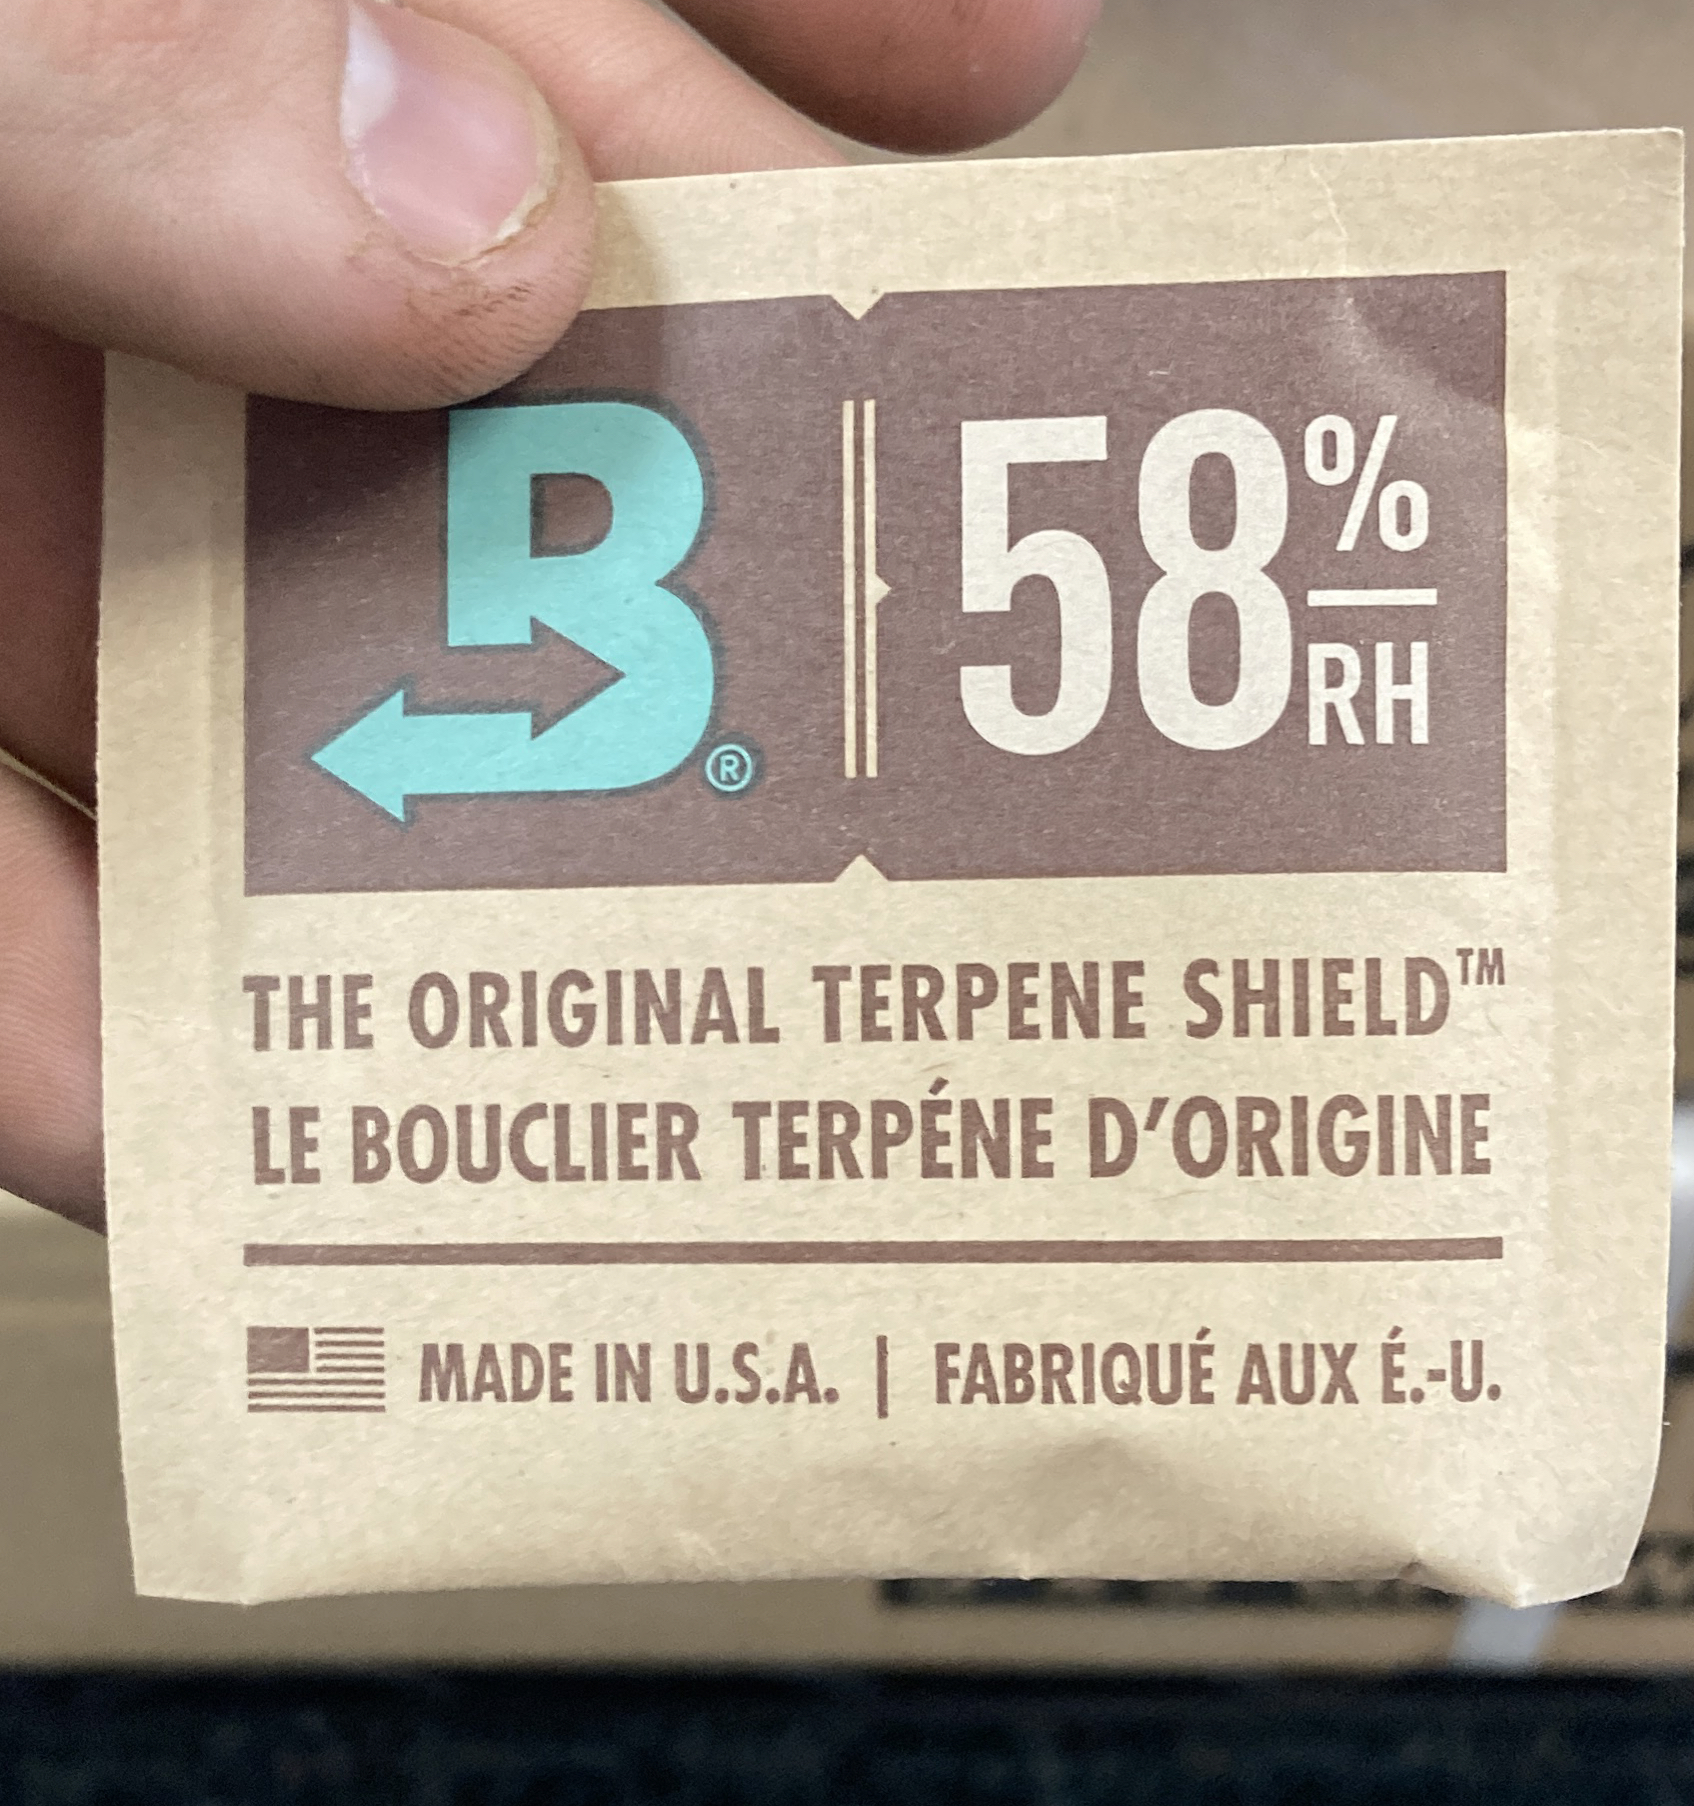 B®
58%
RH
THE ORIGINAL TERPENE SHIELD™
LE BOUCLIER TERPÉNE D'ORIGINE
MADE IN U.S.A. | FABRIQUÉ AUX É.-U.